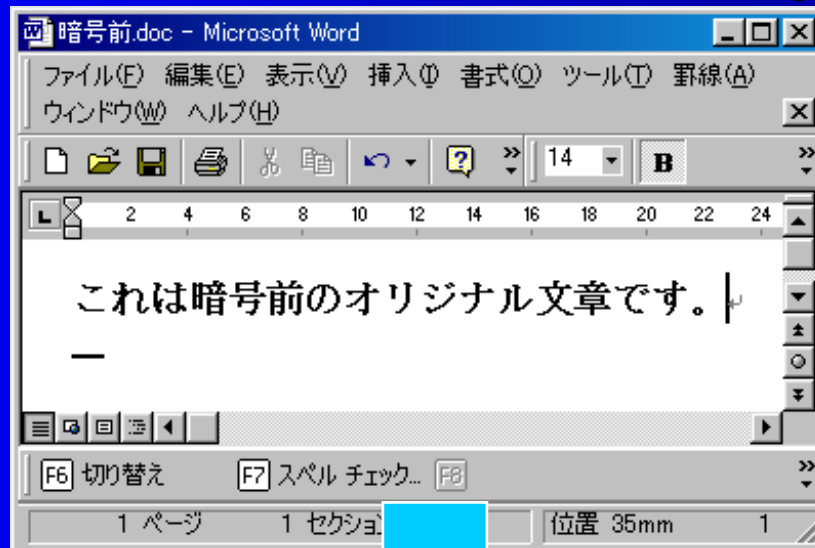 暗号前.doc - Microsoft Word
ファイル(F) 編集(E) 表示(V) 挿入(I) 書式(O) ツール(T) 罫線(A)
ウィンドウ(W) ヘルプ(H)
14 B
2 4 6 8 10 12 14 16 18 20 22 24
これは暗号前のオリジナル文章です。
F6 切り替え F7 スペル チェック... F8
1 ページ 1 セクション 位置 35mm 1